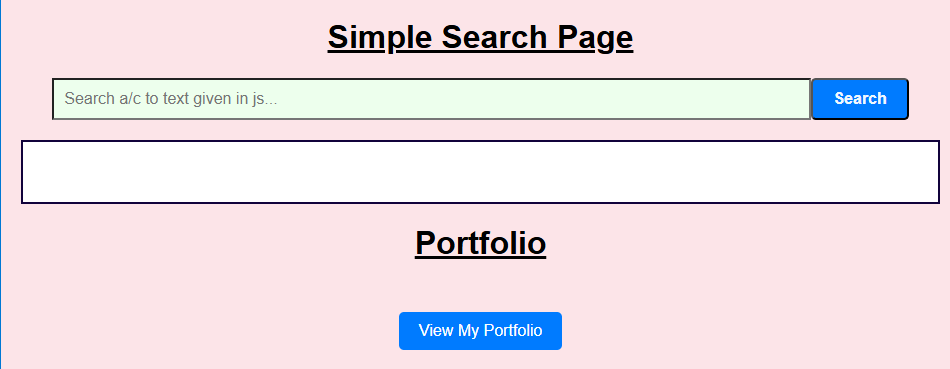 Simple Search Page
Search a/c to text given in js...
Search
Portfolio
View My Portfolio